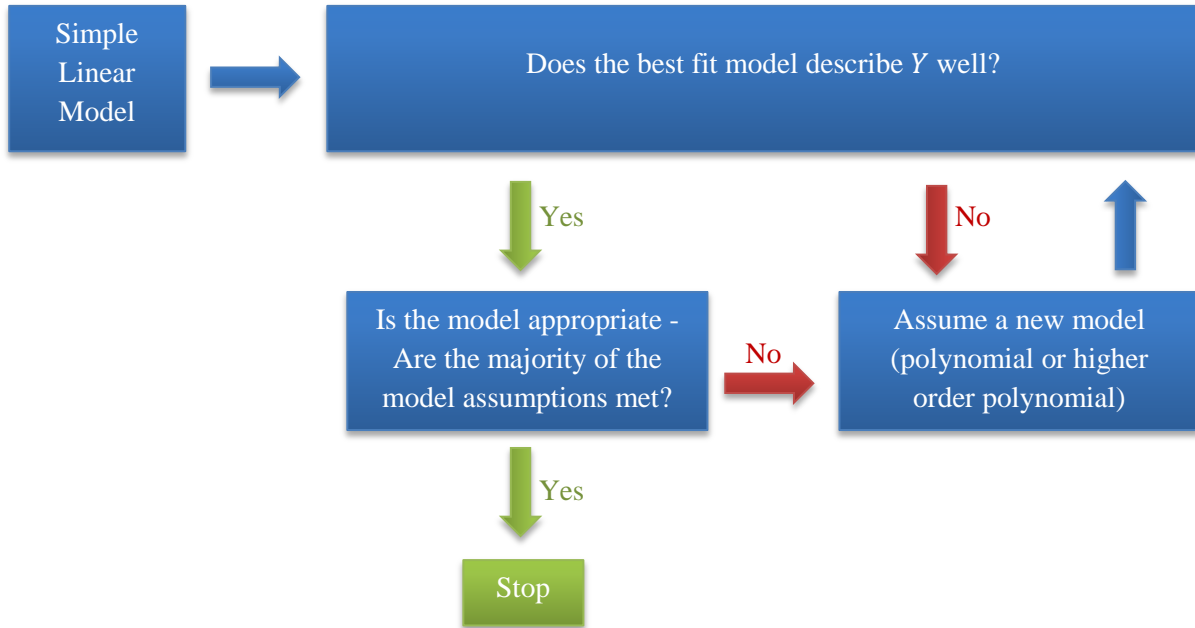 Simple
Linear
Model
Does the best fit model describe Y well?
Yes
No
Is the model appropriate -
Are the majority of the
model assumptions met?
No
Assume a new model
(polynomial or higher
order polynomial)
Yes
Stop